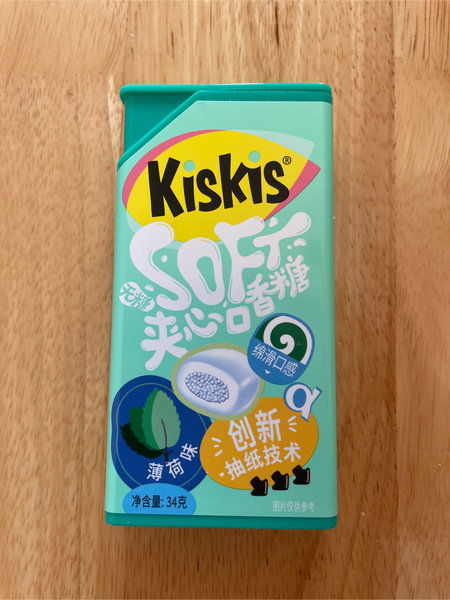 Kiskis®
SOFT
夹心口香糖
绵滑口感
α
创新
抽纸技术
薄荷味
净含量: 34克
图片仅供参考